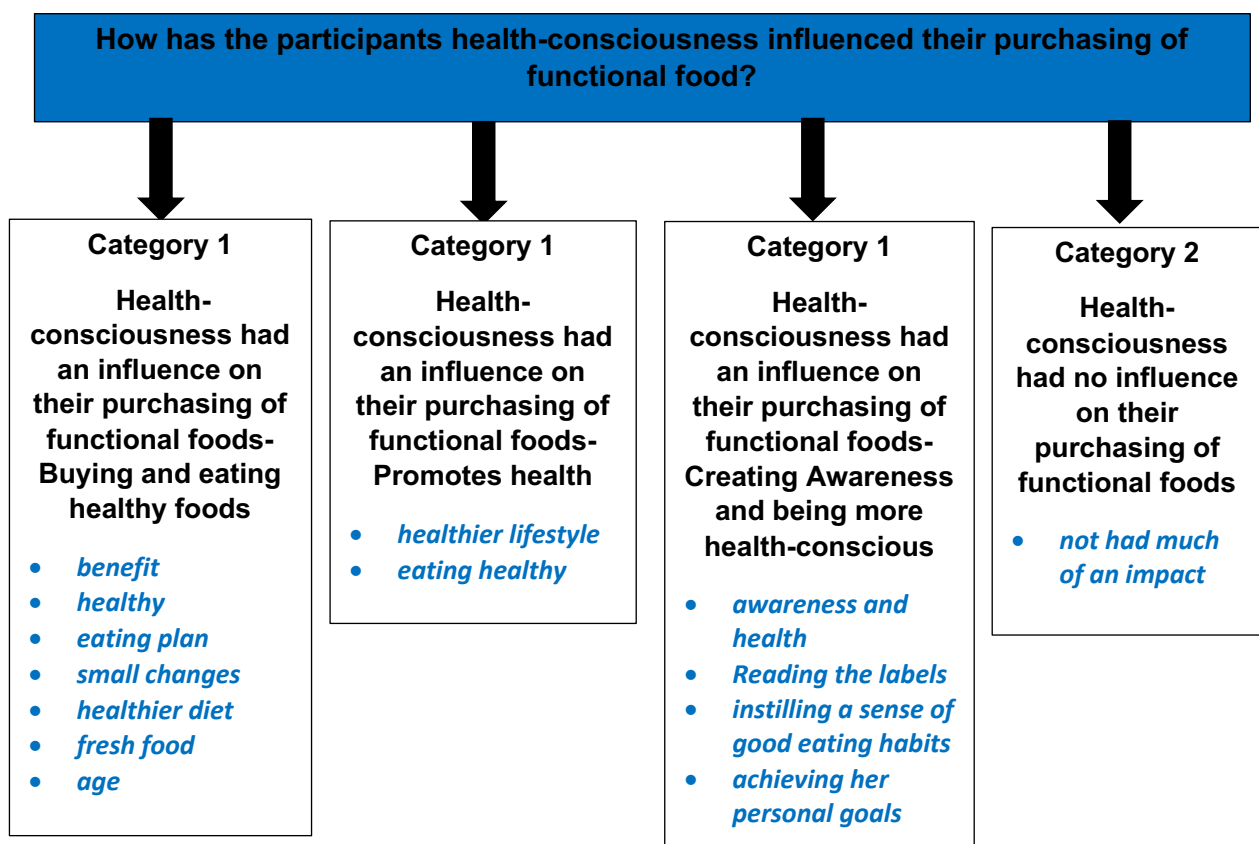 How has the participants health-consciousness influenced their purchasing of
functional food?
Category 1
Health-
consciousness had
an influence on
their purchasing of
functional foods-
Buying and eating
healthy foods
• benefit
• healthy
• eating plan
• small changes
• healthier diet
• fresh food
• age
Category 1
Health-
consciousness had
an influence on
their purchasing of
functional foods-
Promotes health
• healthier lifestyle
• eating healthy
Category 1
Health-
consciousness had
an influence on
their purchasing of
functional foods-
Creating Awareness
and being more
health-conscious
• awareness and
health
• Reading the labels
• instilling a sense of
good eating habits
• achieving her
personal goals
Category 2
Health-
consciousness
had no influence
on their
purchasing of
functional foods
• not had much
of an impact